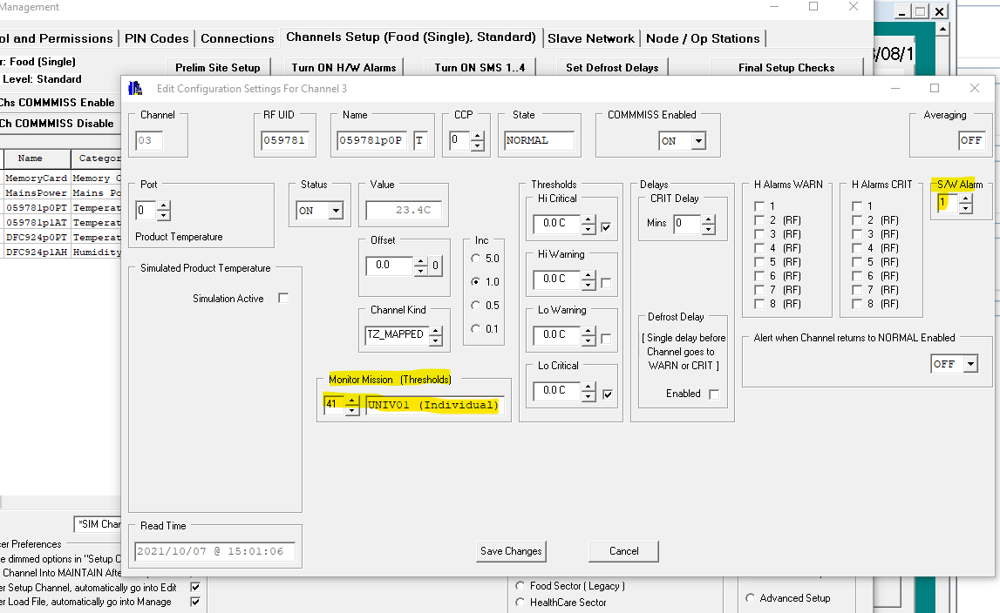 Management
ol and Permissions
PIN Codes
Connections
Channels Setup (Food (Single), Standard)
Slave Network
Node / Op Stations
r: Food (Single)
Level: Standard
Prelim Site Setup
Turn ON H/W Alarms
Turn ON SMS 1..4
Set Defrost Delays
Final Setup Checks
/08/1
Chs COMMMISS Enable
Ch COMMMISS Disable
Name Categor
MemoryCard Memory C
MainsPower Mains Po
059781p0PT Temperat
059781p1AT Temperat
DFC924p0PT Temperat
DFC924p1AH Humidity
Edit Configuration Settings For Channel 3
Channel
03
RF UID
059781
Name
059781p0P T
CCP
0
State
NORMAL
COMMMISS Enabled
ON
Averaging
OFF
Port
0
Product Temperature
Status
ON
Value
23.4C
Offset
0.0 0
Channel Kind
TZ_MAPPED
Inc
5.0
1.0
0.5
0.1
Thresholds
Hi Critical
0.0 C
Hi Warning
0.0 C
Lo Warning
0.0 C
Lo Critical
0.0 C
Delays
CRIT Delay
Mins 0
Defrost Delay
[ Single delay before
Channel goes to
WARN or CRIT ]
Enabled
H Alarms WARN
1
2 (RF)
3 (RF)
4 (RF)
5 (RF)
6 (RF)
7 (RF)
8 (RF)
H Alarms CRIT
1
2 (RF)
3 (RF)
4 (RF)
5 (RF)
6 (RF)
7 (RF)
8 (RF)
S/W Alarm
1
Alert when Channel returns to NORMAL Enabled
OFF
Simulated Product Temperature
Simulation Active
Monitor Mission (Thresholds)
41 UNIV01 (Individual)
Read Time
2021/10/07 @ 15:01:06
Save Changes
Cancel
*SIM Chan
er Preferences
e dimmed options in "Setup C
Channel Into MAINTAIN Afte
er Setup Channel, automatically go into Edit
er Load File, automatically go into Manage
Food Sector ( Legacy )
HealthCare Sector
Advanced Setup